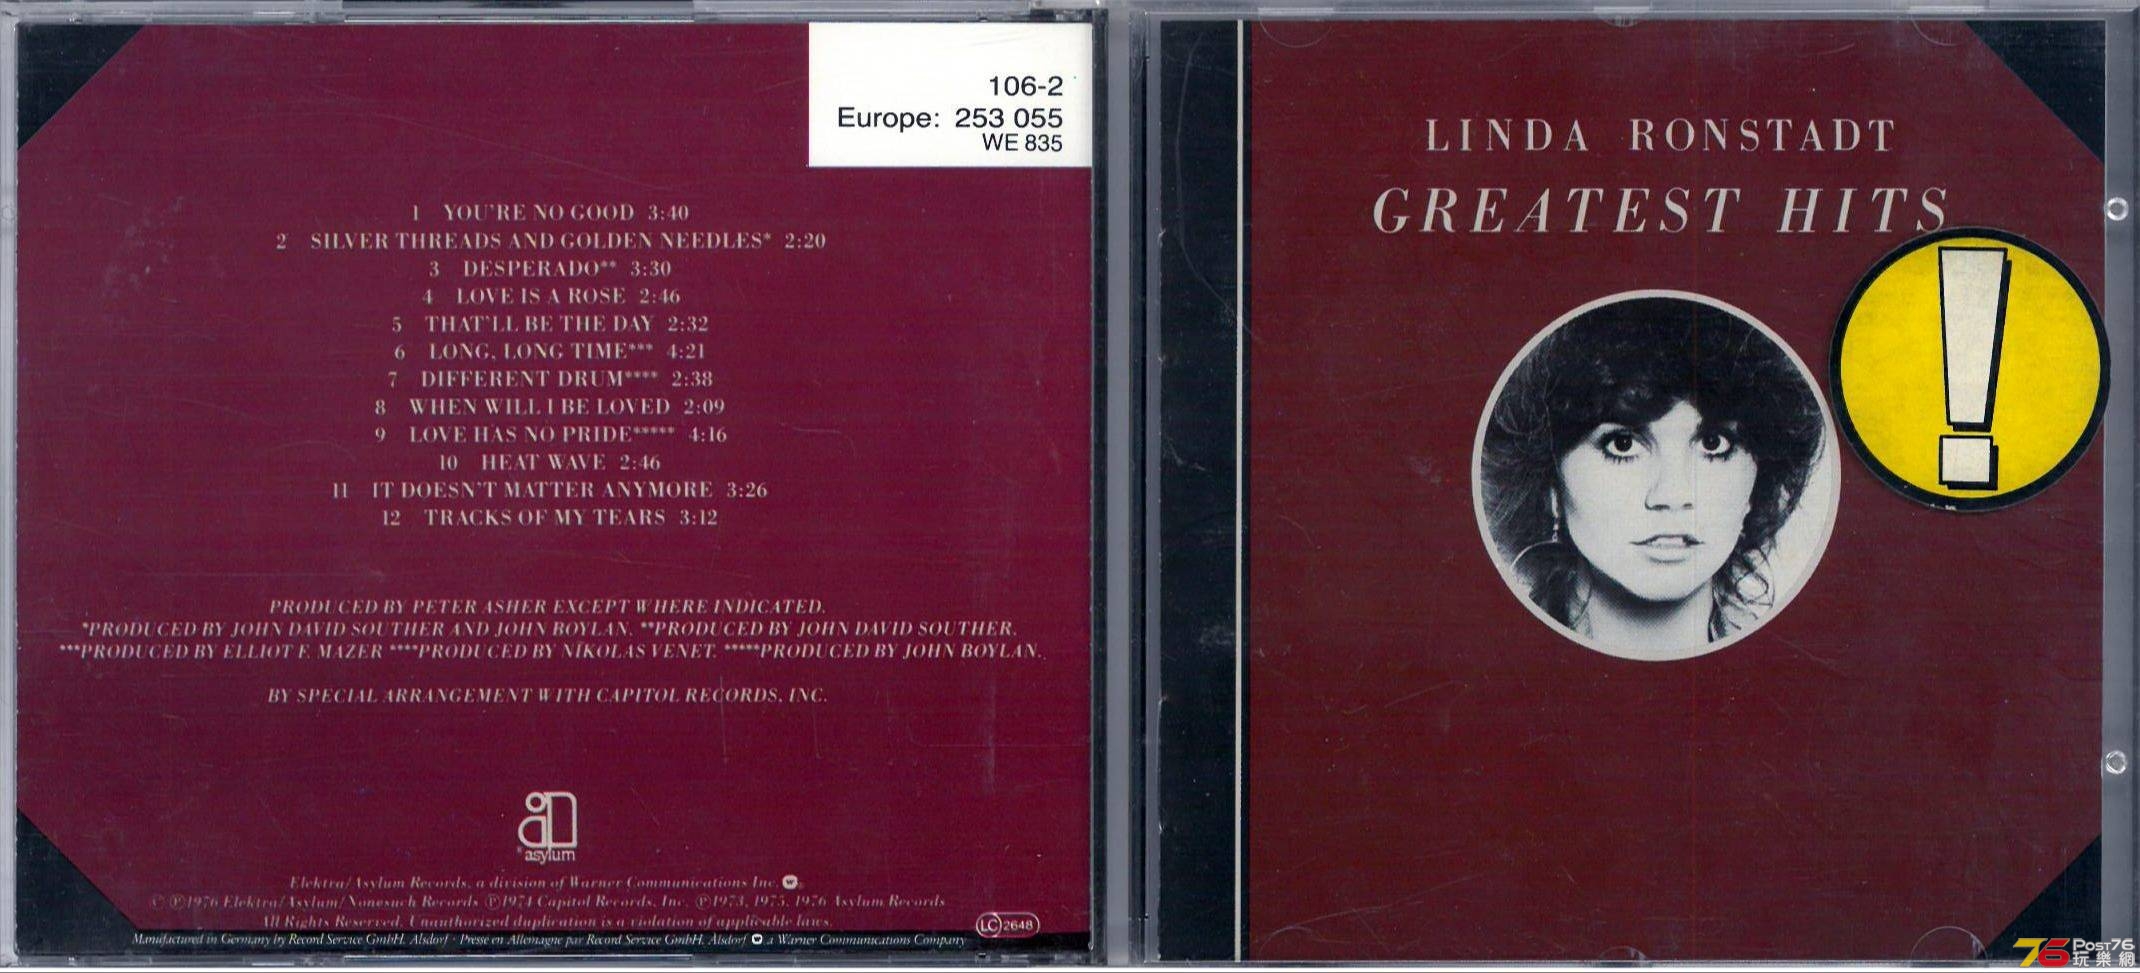 106-2
Europe: 253 055
WE 835
1 YOU'RE NO GOOD 3:40
2 SILVER THREADS AND GOLDEN NEEDLES* 2:20
3 DESPERADO** 3:30
4 LOVE IS A ROSE 2:46
5 THAT'LL BE THE DAY 2:32
6 LONG, LONG TIME*** 4:21
7 DIFFERENT DRUM**** 2:38
8 WHEN WILL I BE LOVED 2:09
9 LOVE HAS NO PRIDE***** 4:16
10 HEAT WAVE 2:46
11 IT DOESN'T MATTER ANYMORE 3:26
12 TRACKS OF MY TEARS 3:12
PRODUCED BY PETER ASHER EXCEPT WHERE INDICATED.
*PRODUCED BY JOHN DAVID SOUTHER AND JOHN BOYLAN. **PRODUCED BY JOHN DAVID SOUTHER.
***PRODUCED BY ELLIOT F. MAZER ****PRODUCED BY NIKOLAS VENET. *****PRODUCED BY JOHN BOYLAN.
BY SPECIAL ARRANGEMENT WITH CAPITOL RECORDS, INC.
asylum
Elektra/Asylum Records, a division of Warner Communications Inc.
© ℗1976 Elektra/Asylum/Nonesuch Records ℗1974 Capitol Records, Inc. ℗1973, 1975, 1976 Asylum Records
All Rights Reserved. Unauthorized duplication is a violation of applicable laws.
LC 2648
Manufactured in Germany by Record Service GmbH, Alsdorf · Presse en Allemagne par Record Service GmbH, Alsdorf a Warner Communications Company
LINDA RONSTADT
GREATEST HITS
!
76 Post76
玩樂網